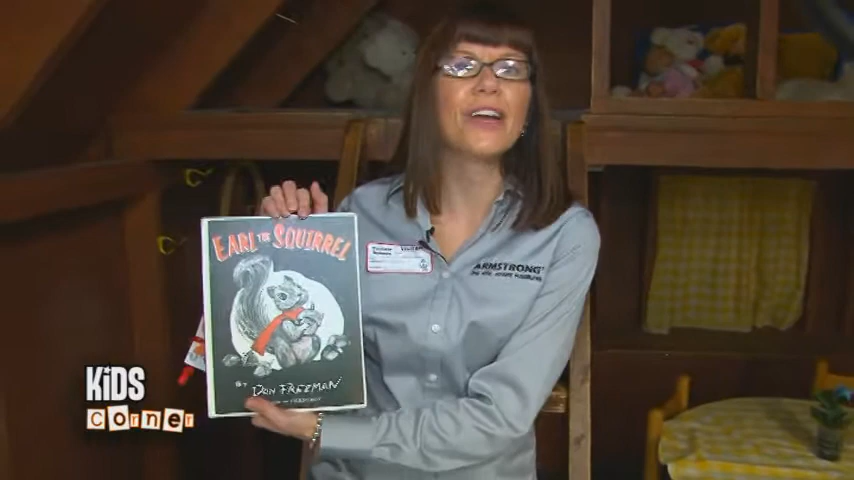 EARL THE SQUIRREL
BY DON FREEMAN
ARMSTRONG
KiDS
Corner